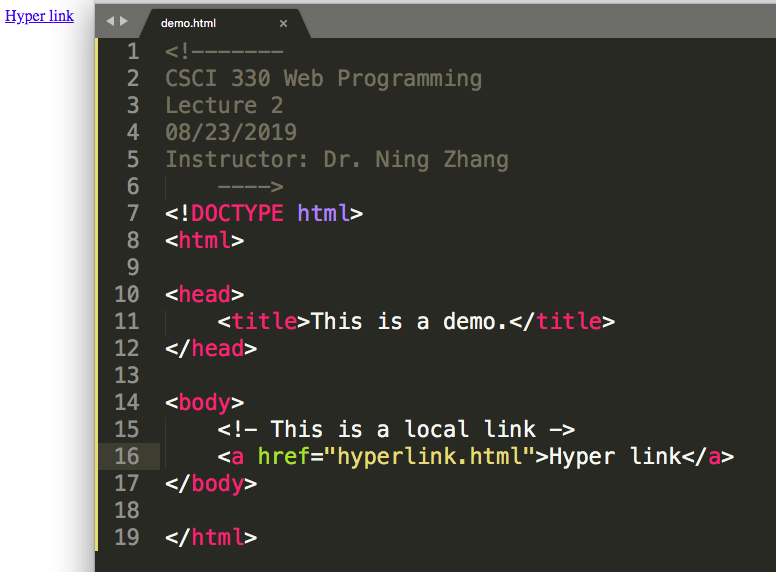 Hyper link
demo.html
1 <!-------
2 CSCI 330 Web Programming
3 Lecture 2
4 08/23/2019
5 Instructor: Dr. Ning Zhang
6     ---->
7 <!DOCTYPE html>
8 <html>
9
10 <head>
11     <title>This is a demo.</title>
12 </head>
13
14 <body>
15     <!- This is a local link ->
16     <a href="hyperlink.html">Hyper link</a>
17 </body>
18
19 </html>